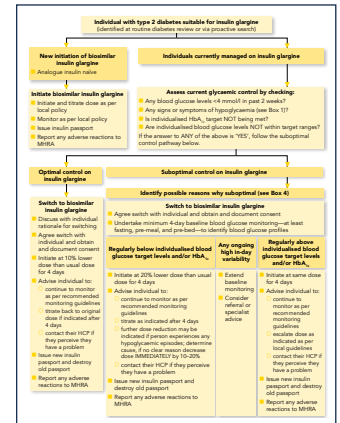 Individual with type 2 diabetes suitable for insulin glargine
(identified at routine diabetes review or via proactive search)
New initiation of biosimilar
insulin glargine
Analogue insulin naive
Initiate biosimilar insulin glargine
Initiate and titrate dose as per
local policy
Monitor as per local policy
Issue insulin passport
Report any adverse reactions to
MHRA
Individuals currently managed on insulin glargine
Assess current glycaemic control by checking:
Any blood glucose levels <4 mmol/l in past 2 weeks?
Any signs or symptoms of hypoglycaemia (see Box 1)?
Is individualised HbA1c target NOT being met?
Are individualised blood glucose levels NOT within target ranges?
If the answer to ANY of the above is 'YES', follow the suboptimal
control pathway below.
Optimal control on
insulin glargine
Switch to biosimilar
insulin glargine
Discuss with individual
rationale for switching
Agree switch with
individual and obtain
and document consent
Initiate at 10% lower
dose than usual dose
for 4 days
Advise individual to:
continue to monitor
as per recommended
monitoring guidelines
titrate back to original
dose if indicated after
4 days
contact their HCP if
they perceive they
have a problem
Issue new insulin
passport and destroy
old passport
Report any adverse
reactions to MHRA
Suboptimal control on insulin glargine
Identify possible reasons why suboptimal (see Box 4)
Switch to biosimilar insulin glargine
Agree switch with individual and obtain and document consent
Undertake minimum 4-day baseline blood glucose monitoring—at least
fasting, pre-meal, and pre-bed—to identify blood glucose profiles
Regularly below individualised blood
glucose target levels and/or HbA1c
Initiate at 20% lower dose than usual
dose for 4 days
Advise individual to:
continue to monitor as per
recommended monitoring
guidelines
titrate as indicated after 4 days
further dose reduction may be
indicated if person experiences any
hypoglycaemic episodes; determine
cause, if no clear reason decrease
dose IMMEDIATELY by 10–20%
contact their HCP if they perceive
they have a problem
Issue new insulin passport and
destroy old passport
Report any adverse reactions to
MHRA
Any ongoing
high in-day
variability
Extend
baseline
monitoring
Consider
referral or
specialist
advice
Regularly above
individualised blood
glucose target levels
and/or HbA1c
Initiate at same dose
for 4 days
Advise individual to:
continue to
monitor as per
recommended
monitoring
guidelines
escalate dose as
indicated as per
local guidelines
contact their HCP if
they perceive they
have a problem
Issue new insulin
passport and destroy
old passport
Report any adverse
reactions to MHRA